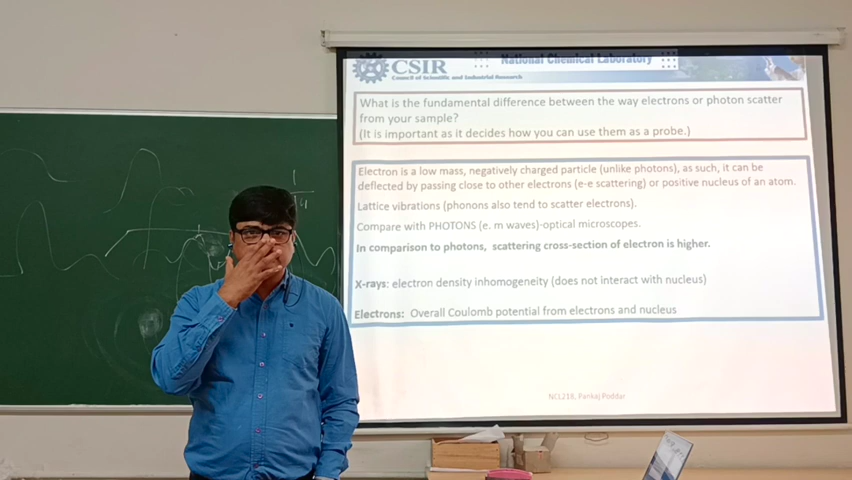 CSIR
Council of Scientific and Industrial Research
National Chemical Laboratory
What is the fundamental difference between the way electrons or photon scatter
from your sample?
(It is important as it decides how you can use them as a probe.)
Electron is a low mass, negatively charged particle (unlike photons), as such, it can be
deflected by passing close to other electrons (e-e scattering) or positive nucleus of an atom.
Lattice vibrations (phonons also tend to scatter electrons).
Compare with PHOTONS (e. m waves)-optical microscopes.
In comparison to photons, scattering cross-section of electron is higher.
X-rays: electron density inhomogeneity (does not interact with nucleus)
Electrons: Overall Coulomb potential from electrons and nucleus
NCL218, Pankaj Poddar